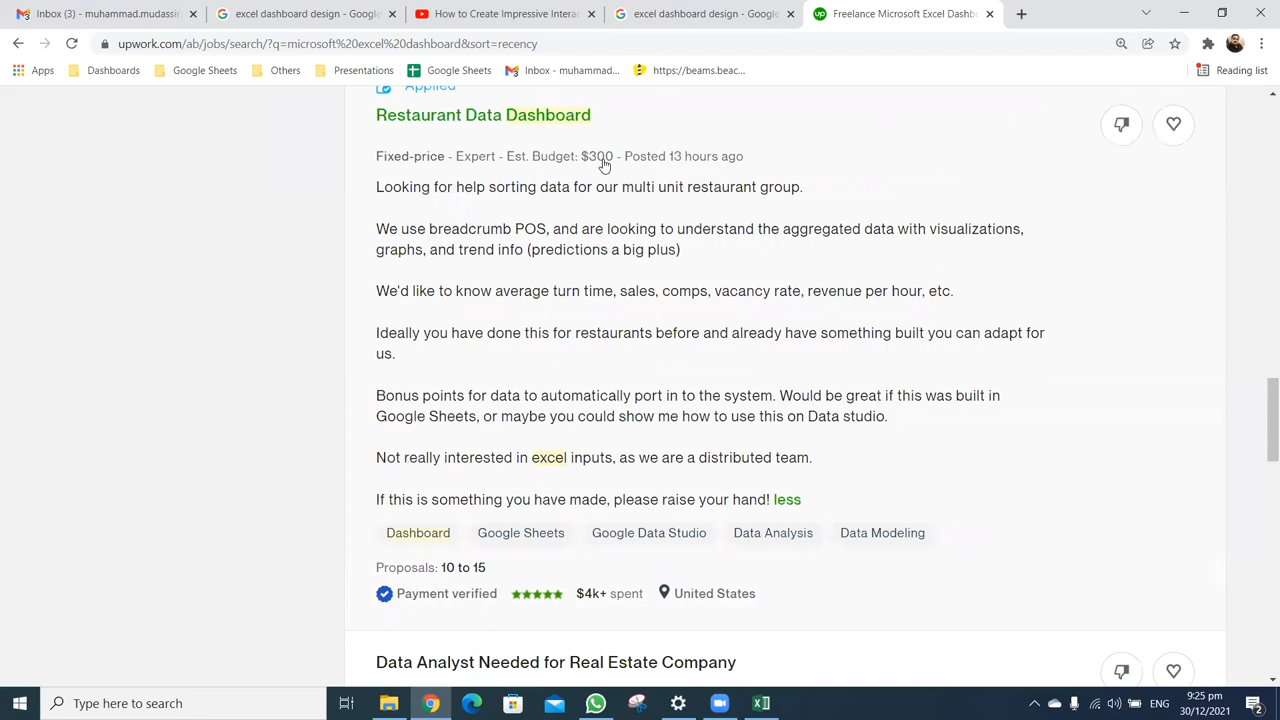 Inbox (3) - muhammad.mudassir
excel dashboard design - Google
How to Create Impressive Interac
excel dashboard design - Google
Freelance Microsoft Excel Dashb
upwork.com/ab/jobs/search/?q=microsoft%20excel%20dashboard&sort=recency
Apps
Dashboards
Google Sheets
Others
Presentations
Google Sheets
Inbox - muhammad...
https://beams.beac...
Reading list
Applied
Restaurant Data Dashboard
Fixed-price - Expert - Est. Budget: $300 - Posted 13 hours ago
Looking for help sorting data for our multi unit restaurant group.
We use breadcrumb POS, and are looking to understand the aggregated data with visualizations,
graphs, and trend info (predictions a big plus)
We'd like to know average turn time, sales, comps, vacancy rate, revenue per hour, etc.
Ideally you have done this for restaurants before and already have something built you can adapt for
us.
Bonus points for data to automatically port in to the system. Would be great if this was built in
Google Sheets, or maybe you could show me how to use this on Data studio.
Not really interested in excel inputs, as we are a distributed team.
If this is something you have made, please raise your hand! less
Dashboard Google Sheets Google Data Studio Data Analysis Data Modeling
Proposals: 10 to 15
Payment verified $4k+ spent United States
Data Analyst Needed for Real Estate Company
Type here to search
ENG
9:25 pm
30/12/2021
2